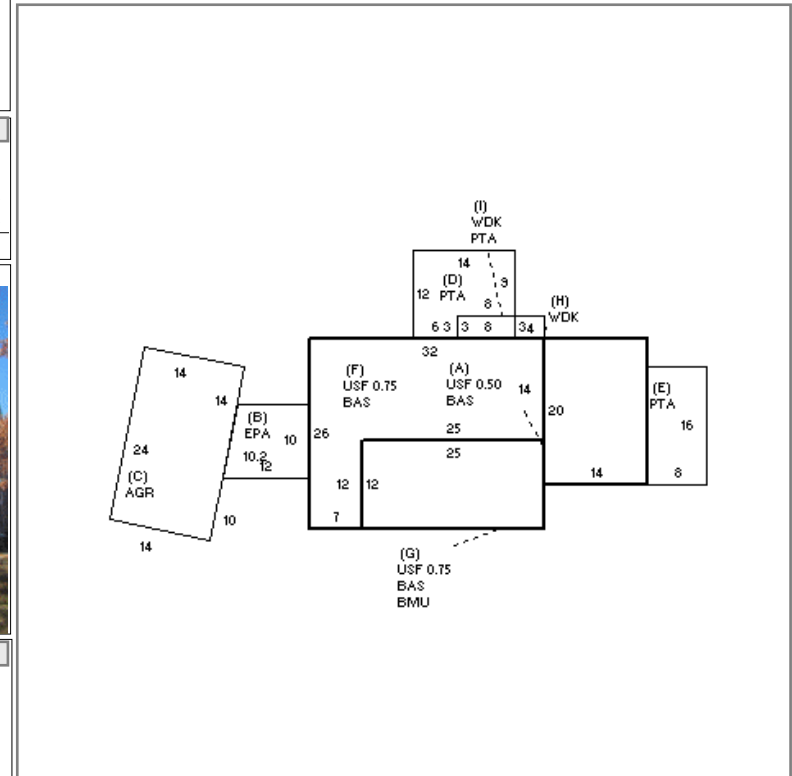 (I)
WDK
PTA
14
(D)
PTA
12
9
8
(H)
WDK
6 3 3 8 3 4
32
(F)
USF 0.75
BAS
(A)
USF 0.50
BAS
14
14
14
(E)
PTA
16
(B)
EPA
10
26
25
20
24
10.2
12
25
(C)
AGR
12 12
14
8
7
10
14
(G)
USF 0.75
BAS
BMU